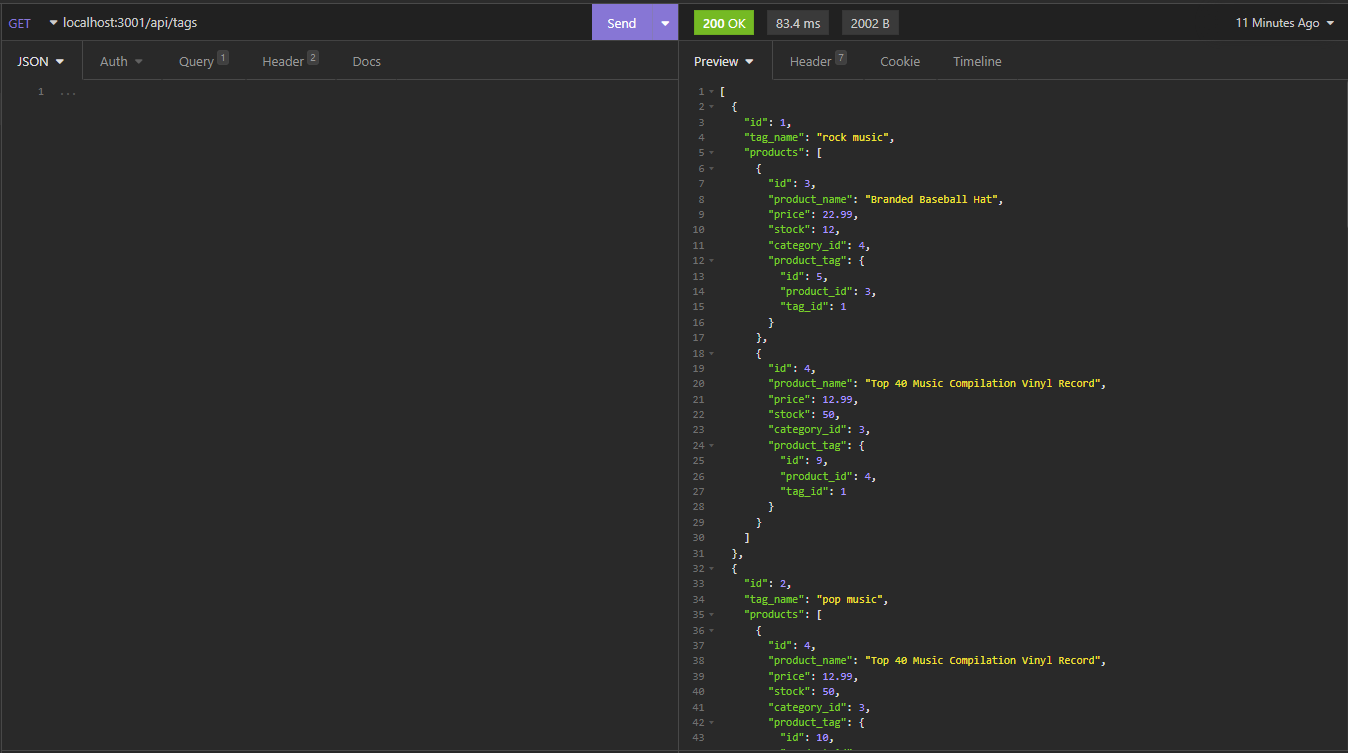 GET localhost:3001/api/tags Send 200 OK 83.4 ms 2002 B 11 Minutes Ago
JSON Auth Query 1 Header 2 Docs Preview Header 7 Cookie Timeline
1 ...
1 [
2 {
3 "id": 1,
4 "tag_name": "rock music",
5 "products": [
6 {
7 "id": 3,
8 "product_name": "Branded Baseball Hat",
9 "price": 22.99,
10 "stock": 12,
11 "category_id": 4,
12 "product_tag": {
13 "id": 5,
14 "product_id": 3,
15 "tag_id": 1
16 }
17 },
18 {
19 "id": 4,
20 "product_name": "Top 40 Music Compilation Vinyl Record",
21 "price": 12.99,
22 "stock": 50,
23 "category_id": 3,
24 "product_tag": {
25 "id": 9,
26 "product_id": 4,
27 "tag_id": 1
28 }
29 }
30 ]
31 },
32 {
33 "id": 2,
34 "tag_name": "pop music",
35 "products": [
36 {
37 "id": 4,
38 "product_name": "Top 40 Music Compilation Vinyl Record",
39 "price": 12.99,
40 "stock": 50,
41 "category_id": 3,
42 "product_tag": {
43 "id": 10,